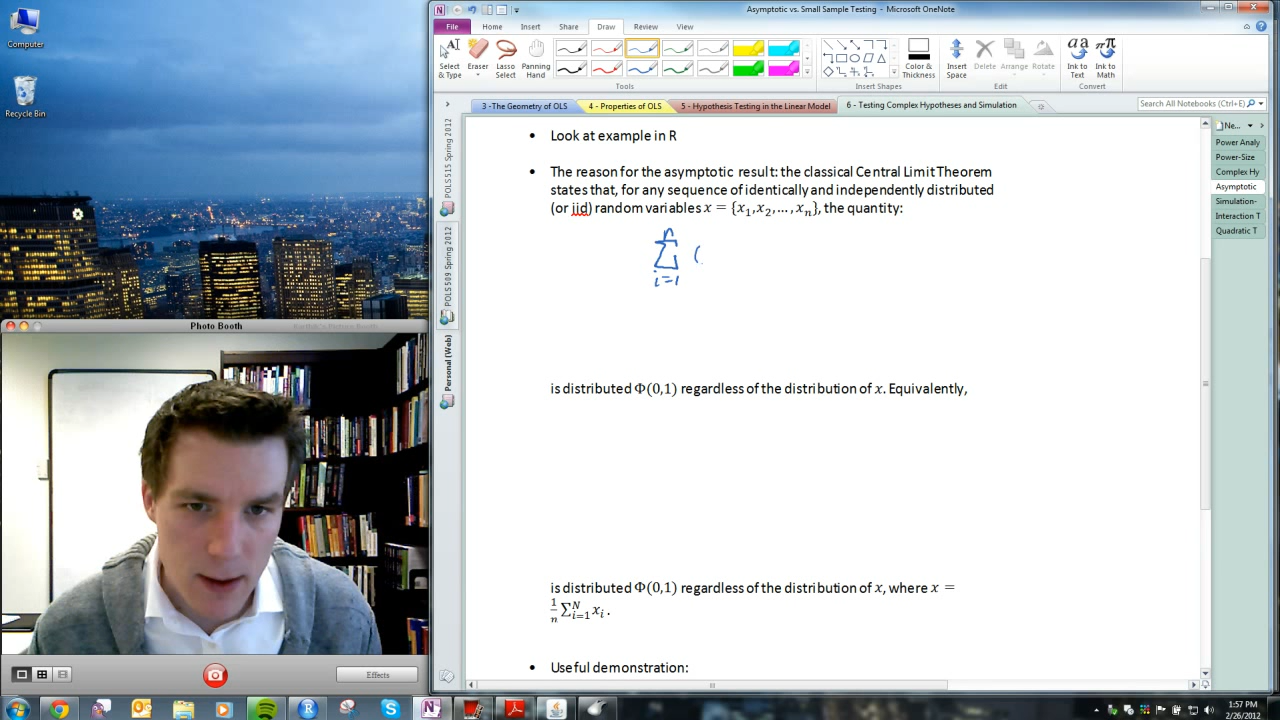 Computer
Recycle Bin
Asymptotic vs. Small Sample Testing - Microsoft OneNote
File Home Insert Share Draw Review View
Select & Type
Eraser
Lasso Select
Panning Hand
Color & Thickness
Insert Space
Delete
Arrange
Rotate
Ink to Text
Ink to Math
Tools
Insert Shapes
Edit
Convert
3 -The Geometry of OLS
4 - Properties of OLS
5 - Hypothesis Testing in the Linear Model
6 - Testing Complex Hypotheses and Simulation
Search All Notebooks (Ctrl+E)
POLS 515 Spring 2012
POLS 509 Spring 2012
Personal (Web)
• Look at example in R
• The reason for the asymptotic result: the classical Central Limit Theorem
states that, for any sequence of identically and independently distributed
(or iid) random variables x = {x₁, x₂, ..., xₙ}, the quantity:
n
∑ (
i=1
is distributed Φ(0,1) regardless of the distribution of x. Equivalently,
is distributed Φ(0,1) regardless of the distribution of x, where x =
1/n ∑ᵢ₌₁ᴺ xᵢ.
• Useful demonstration:
Ne...
Power Analy
Power-Size
Complex Hy
Asymptotic
Simulation-
Interaction T
Quadratic T
Photo Booth
Effects
1:57 PM
2/26/2012